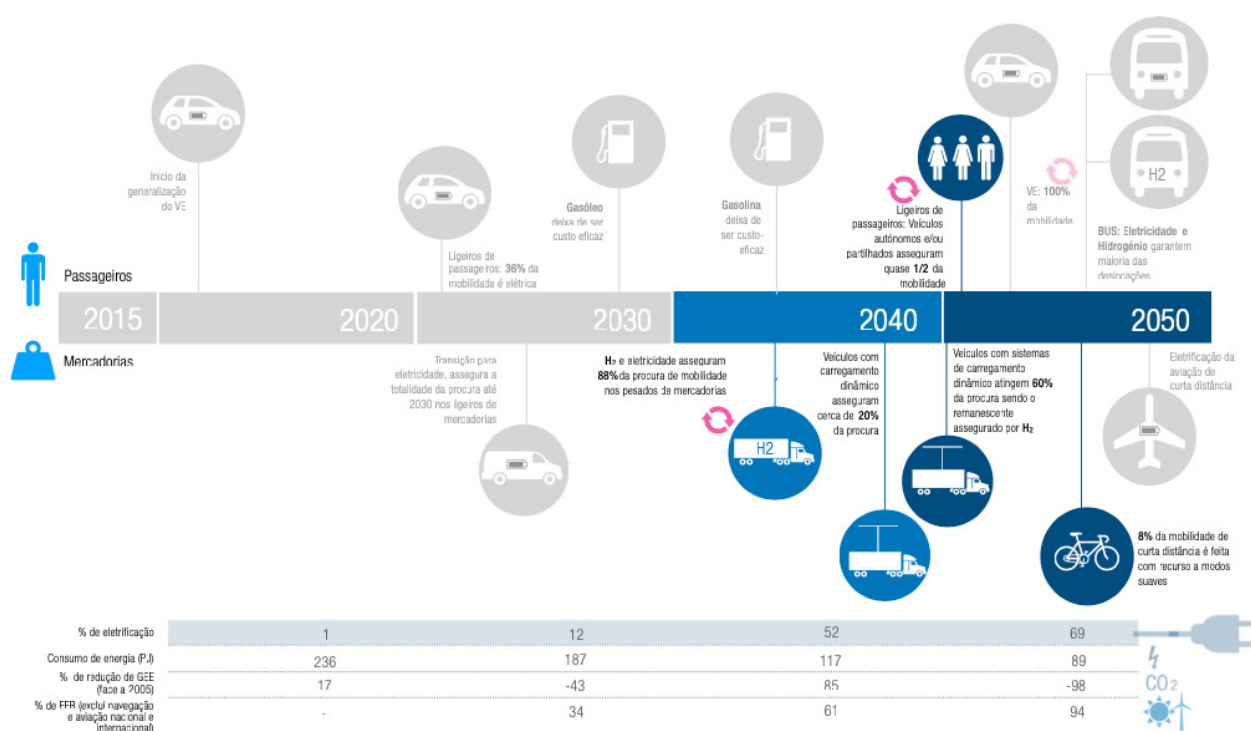 Início da
generalização
do VE
Ligeiros de
passageiros: 36% da
mobilidade é elétrica
Gasóleo
deixa de ser
custo eficaz
Gasolina
deixa de
ser custo-
eficaz
Ligeiros de
passageiros: Veículos
autónomos e/ou
partilhados asseguram
quase 1/2 da
mobilidade
VE: 100%
da
mobilidade
H2
BUS: Eletricidade e
Hidrogénio garantem
maioria das
deslocações
Passageiros
2015
2020
2030
2040
2050
Mercadorias
Transição para
eletricidade, assegura a
totalidade da procura até
2030 nos ligeiros de
mercadorias
H₂ e eletricidade asseguram
88% da procura de mobilidade
nos pesados de mercadorias
H2
Veículos com
carregamento
dinâmico
asseguram
cerca de 20%
da procura
Veículos com sistemas
de carregamento
dinâmico atingem 60%
da procura sendo o
remanescente
assegurado por H₂
Eletrificação da
aviação de
curta distância
8% da mobilidade de
curta distância é feita
com recurso a modos
suaves
% de eletrificação 1 12 52 69
Consumo de energia (PJ) 236 187 117 89
% de redução de GEE
(face a 2005) 17 -43 85 -98
CO₂
% de FER (exclui navegação
e aviação nacional e
internacional) - 34 61 94